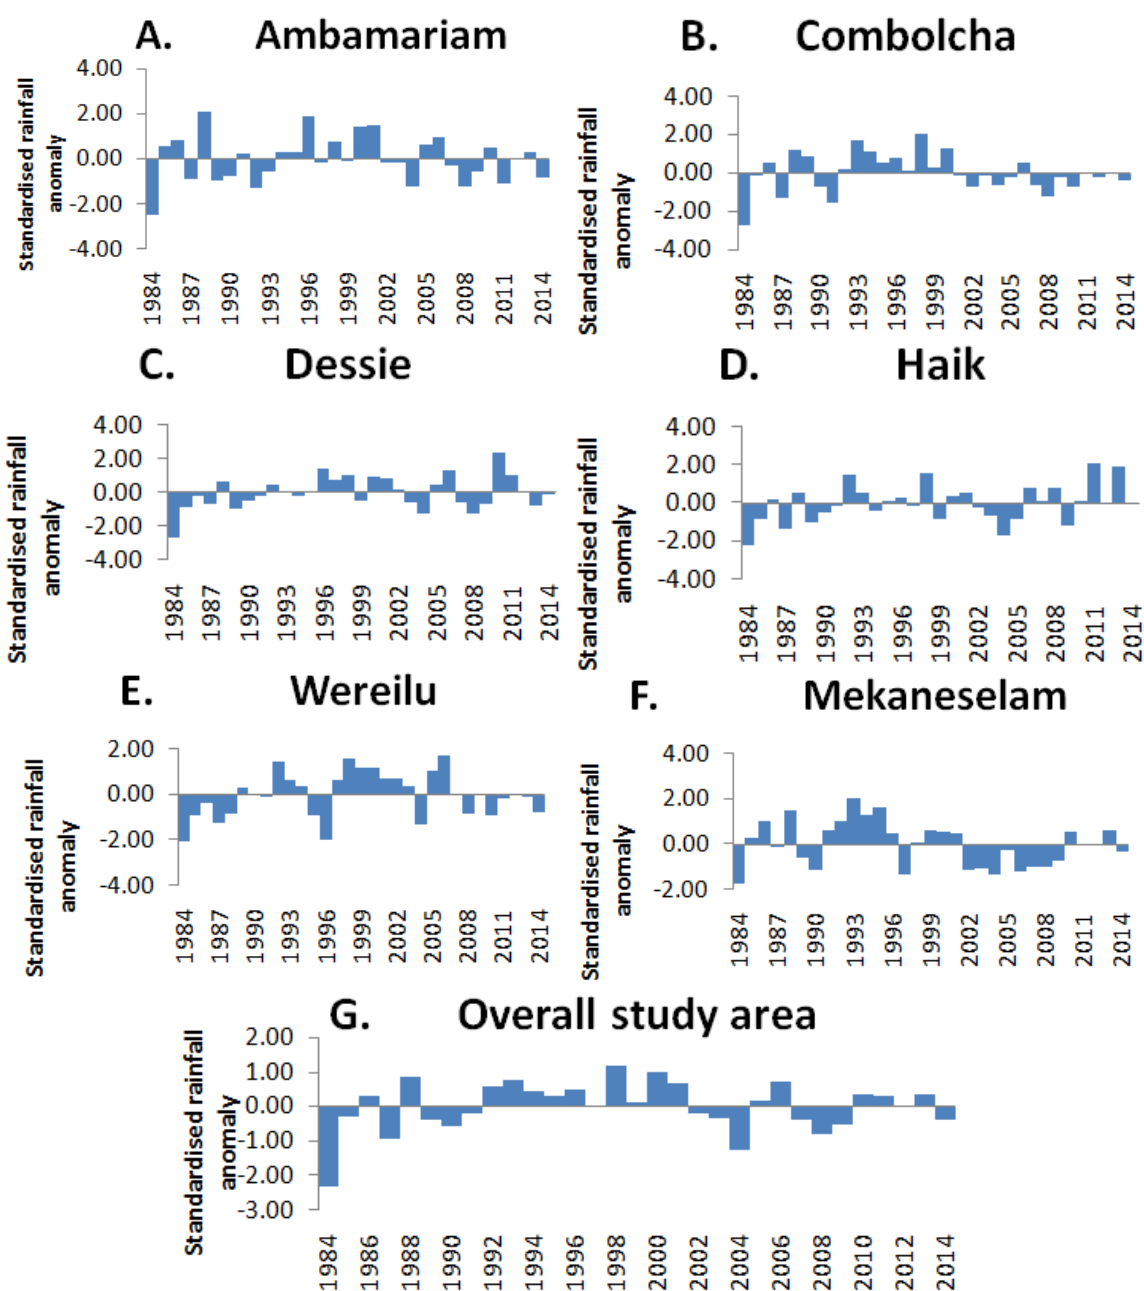 A. Ambamariam
Standardised rainfall
anomaly
4.00
2.00
0.00
-2.00
-4.00
1984 1987 1990 1993 1996 1999 2002 2005 2008 2011 2014
B. Combolcha
Standardised rainfall
anomaly
4.00
2.00
0.00
-2.00
-4.00
1984 1987 1990 1993 1996 1999 2002 2005 2008 2011 2014
C. Dessie
Standardised rainfall
anomaly
4.00
2.00
0.00
-2.00
-4.00
1984 1987 1990 1993 1996 1999 2002 2005 2008 2011 2014
D. Haik
Standardised rainfall
anomaly
4.00
2.00
0.00
-2.00
-4.00
1984 1987 1990 1993 1996 1999 2002 2005 2008 2011 2014
E. Wereilu
Standardised rainfall
anomaly
2.00
0.00
-2.00
-4.00
1984 1987 1990 1993 1996 1999 2002 2005 2008 2011 2014
F. Mekaneselam
Standardised rainfall
anomaly
4.00
2.00
0.00
-2.00
1984 1987 1990 1993 1996 1999 2002 2005 2008 2011 2014
G. Overall study area
Standardised rainfall
anomaly
2.00
1.00
0.00
-1.00
-2.00
-3.00
1984 1986 1988 1990 1992 1994 1996 1998 2000 2002 2004 2006 2008 2010 2012 2014